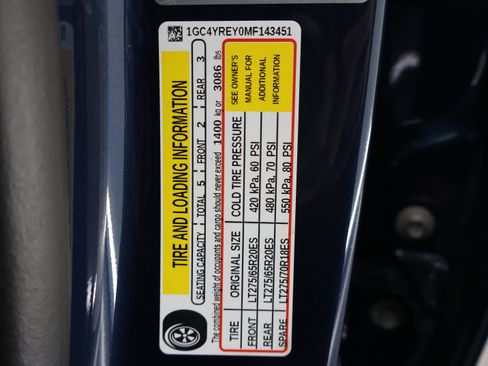 1GC4YREY0MF143451
TIRE AND LOADING INFORMATION
SEATING CAPACITY TOTAL 5 FRONT 2 REAR 3
The combined weight of occupants and cargo should never exceed 1400 kg or 3086 lbs
TIRE ORIGINAL SIZE COLD TIRE PRESSURE
FRONT LT275/65R20ES 420 kPa, 60 PSI
REAR LT275/65R20ES 480 kPa, 70 PSI
SPARE LT275/70R18ES 550 kPa, 80 PSI
SEE OWNER'S
MANUAL FOR
ADDITIONAL
INFORMATION